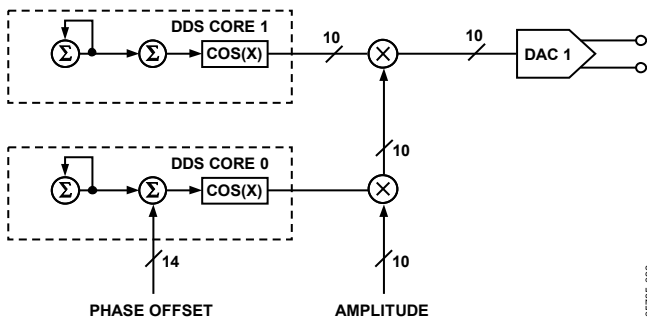 DDS CORE 1
Σ
Σ
COS(X)
10
×
10
DAC 1
10
DDS CORE 0
Σ
Σ
COS(X)
×
14
10
PHASE OFFSET
AMPLITUDE